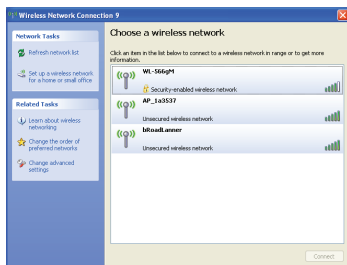 Wireless Network Connection 9
Network Tasks
Refresh network list
Set up a wireless network
for a home or small office
Related Tasks
Learn about wireless
networking
Change the order of
preferred networks
Change advanced
settings
Choose a wireless network
Click an item in the list below to connect to a wireless network in range or to get more
information.
WL-566gM
Security-enabled wireless network
AP_1a3537
Unsecured wireless network
bRoadLanner
Unsecured wireless network
Connect